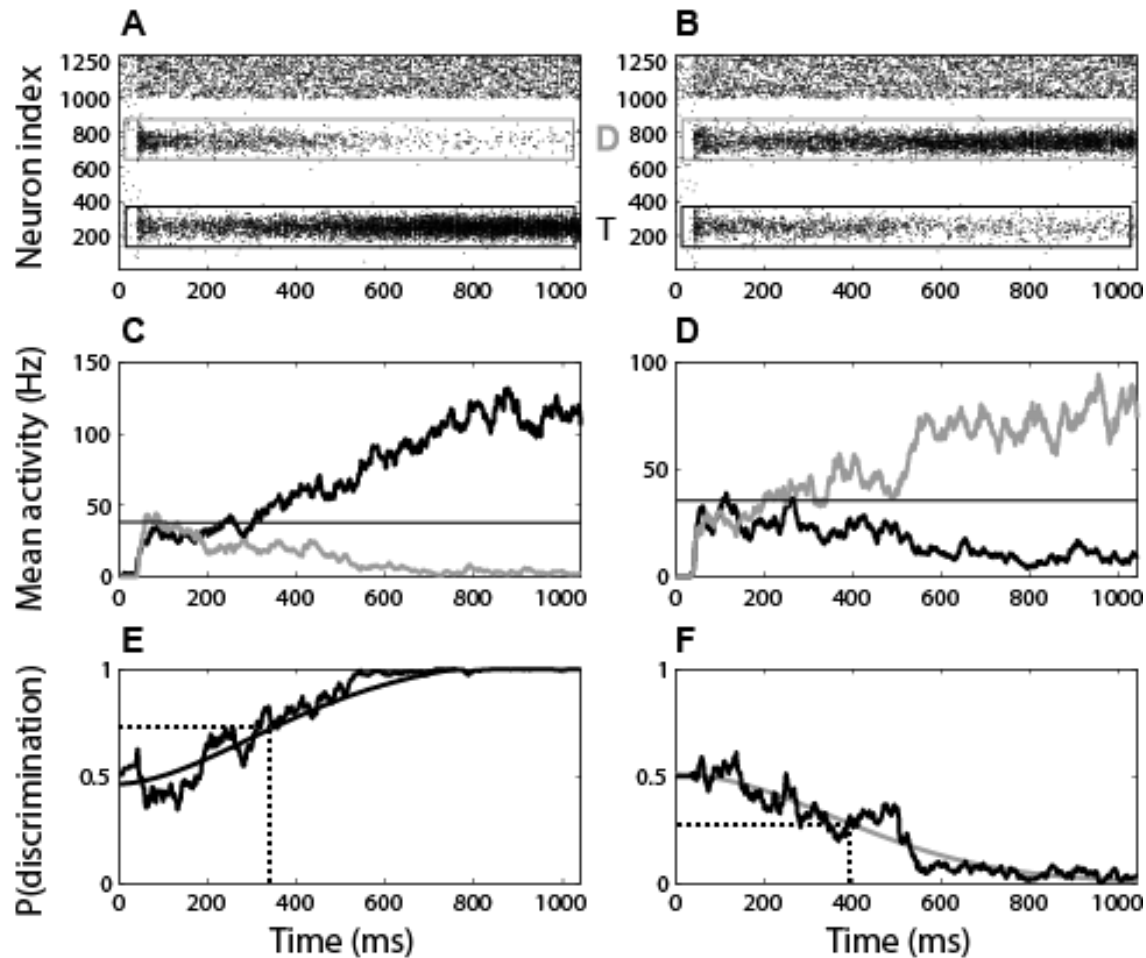 A
B
Neuron index
1250
1000
800
600
400
200
0 200 400 600 800 1000
D
T
1250
1000
800
600
400
200
0 200 400 600 800 1000
C
D
Mean activity (Hz)
150
100
50
0
0 200 400 600 800 1000
100
50
0
0 200 400 600 800 1000
E
F
P(discrimination)
1
0.5
0
0 200 400 600 800 1000
Time (ms)
1
0.5
0
0 200 400 600 800 1000
Time (ms)